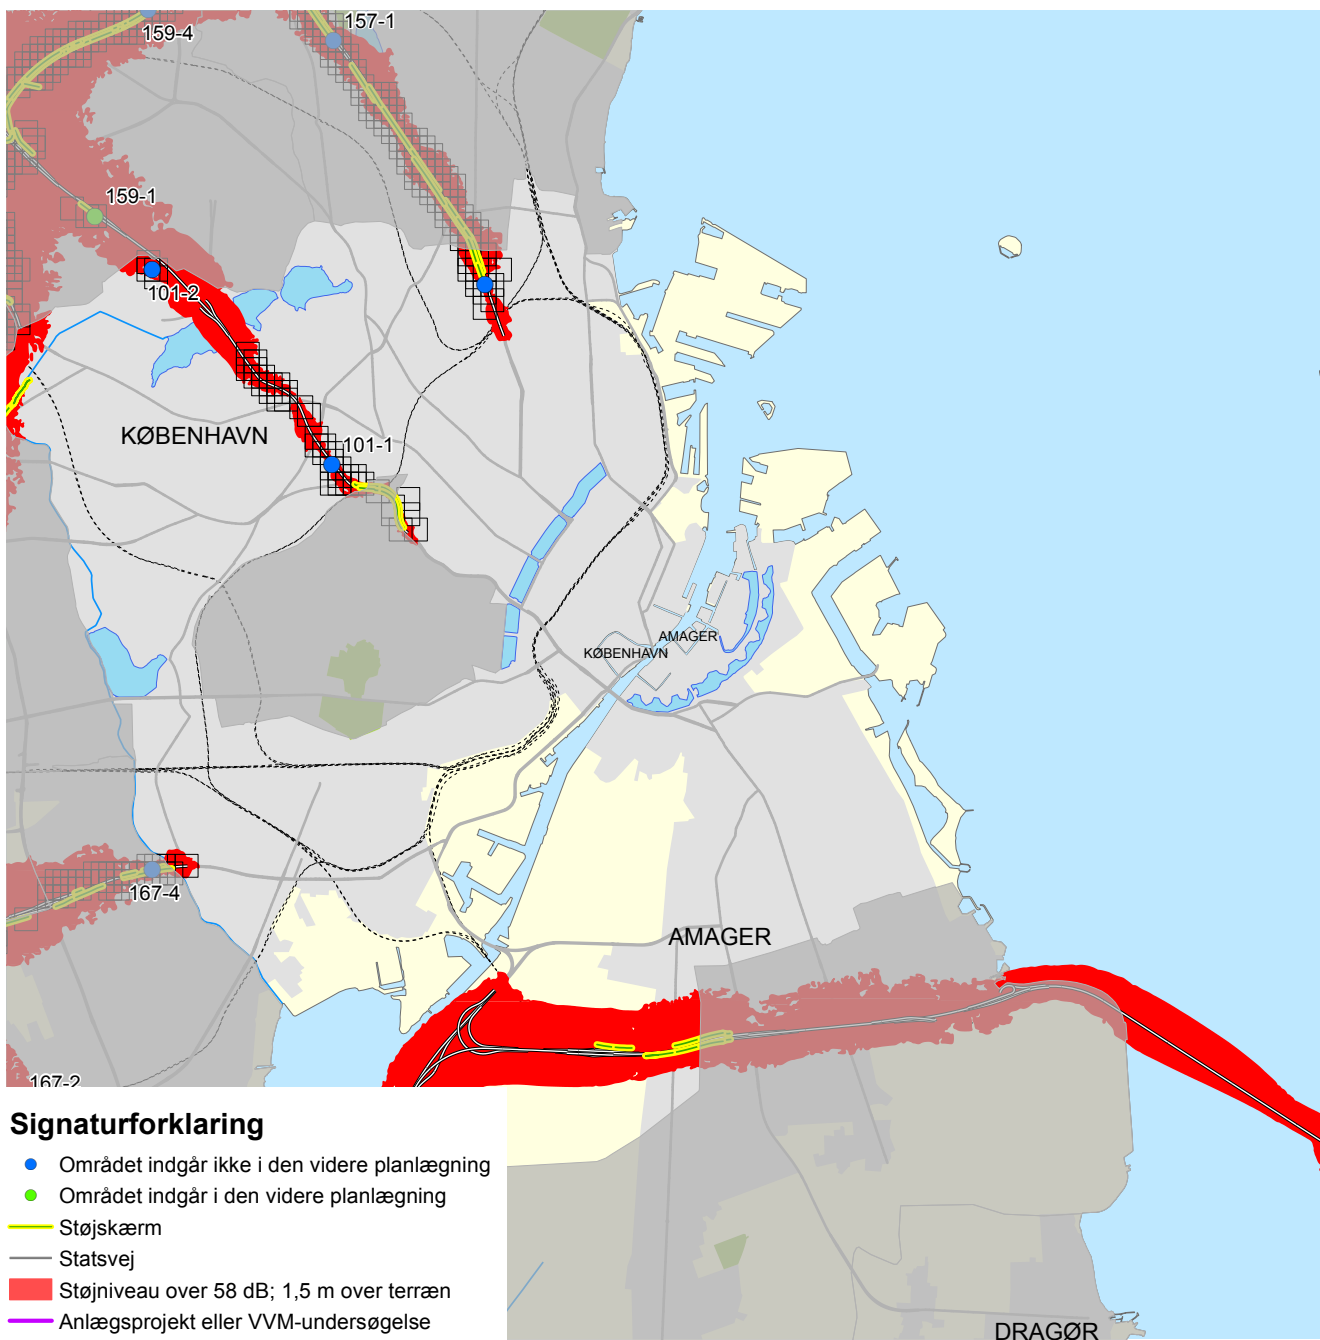 157-1
159-4
159-1
101-2
KØBENHAVN
101-1
AMAGER
KØBENHAVN
167-4
AMAGER
167-2
Signaturforklaring
Området indgår ikke i den videre planlægning
Området indgår i den videre planlægning
Støjskærm
Statsvej
Støjniveau over 58 dB; 1,5 m over terræn
Anlægsprojekt eller VVM-undersøgelse
DRAGØR